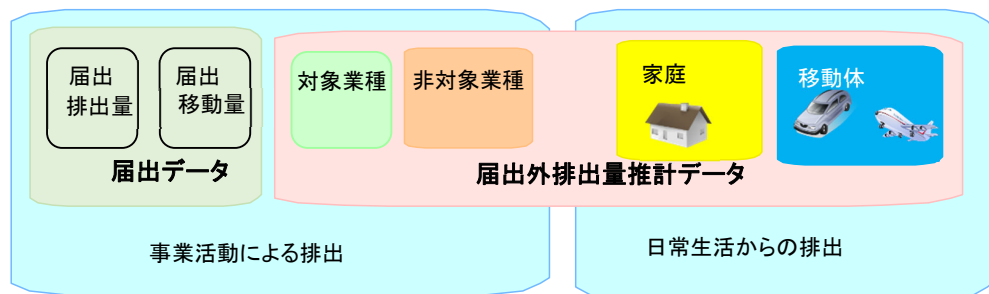 届出
排出量
届出
移動量
対象業種
非対象業種
家庭
移動体
届出データ
届出外排出量推計データ
事業活動による排出
日常生活からの排出